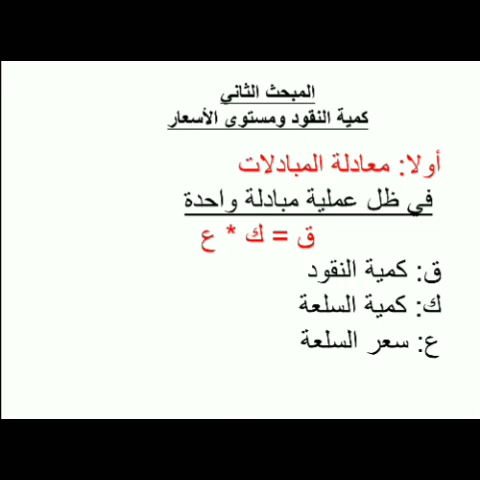 المبحث الثاني
كمية النقود ومستوى الأسعار
أولا: معادلة المبادلات
في ظل عملية مبادلة واحدة
ق = ك * ع
ق: كمية النقود
ك: كمية السلعة
ع: سعر السلعة